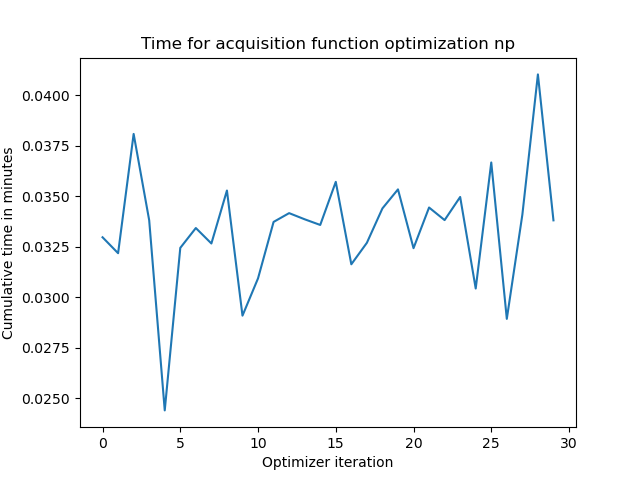 Time for acquisition function optimization np
Cumulative time in minutes
0.0400
0.0375
0.0350
0.0325
0.0300
0.0275
0.0250
0 5 10 15 20 25 30
Optimizer iteration